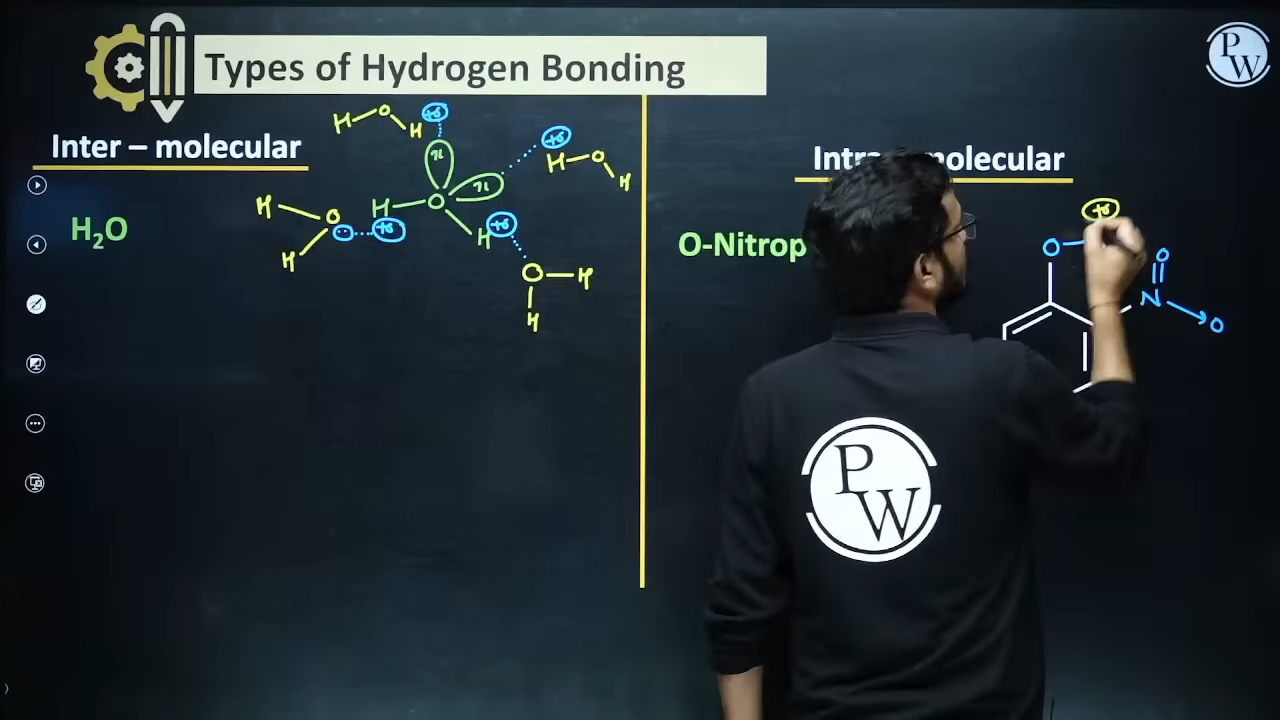 Types of Hydrogen Bonding
PW
Inter – molecular
H₂O
H O H
+δ
+δ
H O H
n
n
H O H
+δ
+δ
H O H
O H
H
Intra molecular
O-Nitrop
+δ
O
O
N
O
PW